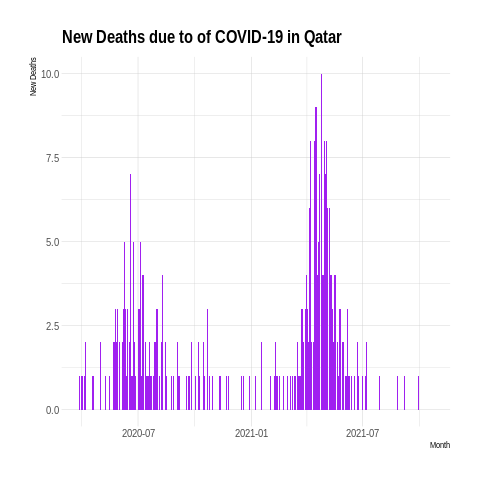 New Deaths due to of COVID-19 in Qatar
New Deaths
10.0
7.5
5.0
2.5
0.0
2020-07
2021-01
2021-07
Month